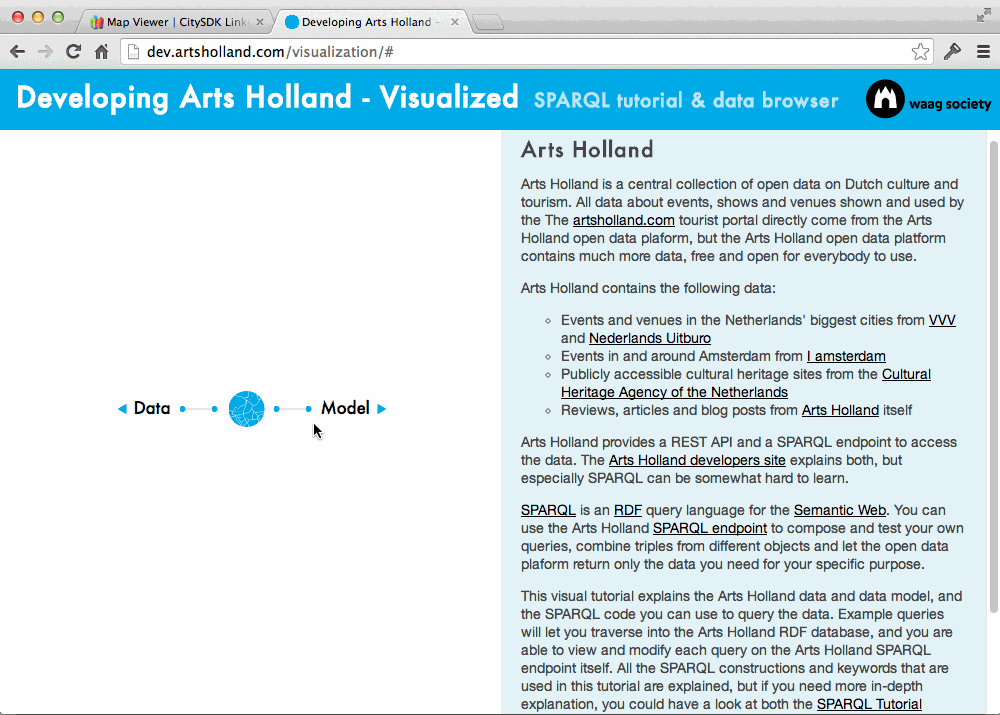 Map Viewer | CitySDK Link
Developing Arts Holland -
dev.artsholland.com/visualization/#
Developing Arts Holland - Visualized SPARQL tutorial & data browser
waag society
Data
Model
Arts Holland
Arts Holland is a central collection of open data on Dutch culture and
tourism. All data about events, shows and venues shown and used by
the The artsholland.com tourist portal directly come from the Arts
Holland open data plaform, but the Arts Holland open data platform
contains much more data, free and open for everybody to use.
Arts Holland contains the following data:
Events and venues in the Netherlands' biggest cities from VVV
and Nederlands Uitburo
Events in and around Amsterdam from I amsterdam
Publicly accessible cultural heritage sites from the Cultural
Heritage Agency of the Netherlands
Reviews, articles and blog posts from Arts Holland itself
Arts Holland provides a REST API and a SPARQL endpoint to access
the data. The Arts Holland developers site explains both, but
especially SPARQL can be somewhat hard to learn.
SPARQL is an RDF query language for the Semantic Web. You can
use the Arts Holland SPARQL endpoint to compose and test your own
queries, combine triples from different objects and let the open data
plaform return only the data you need for your specific purpose.
This visual tutorial explains the Arts Holland data and data model, and
the SPARQL code you can use to query the data. Example queries
will let you traverse into the Arts Holland RDF database, and you are
able to view and modify each query on the Arts Holland SPARQL
endpoint itself. All the SPARQL constructions and keywords that are
used in this tutorial are explained, but if you need more in-depth
explanation, you could have a look at both the SPARQL Tutorial